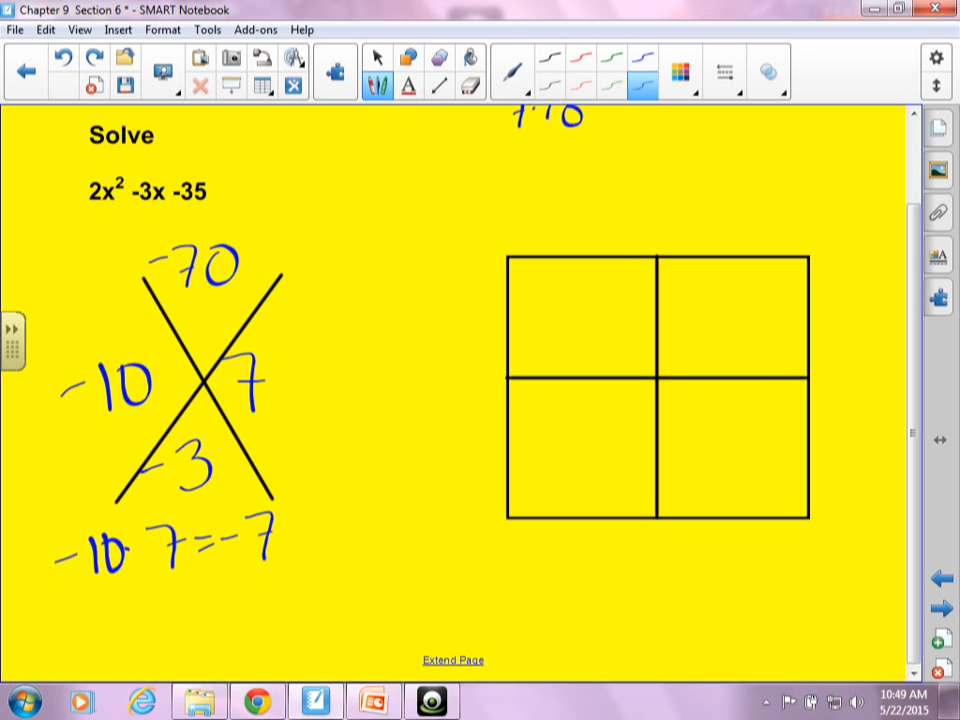 Chapter 9 Section 6 * - SMART Notebook
File Edit View Insert Format Tools Add-ons Help
Solve
2x² -3x -35
-70
-10 7
-3
-10· 7=-7
Extend Page
10:49 AM
5/22/2015